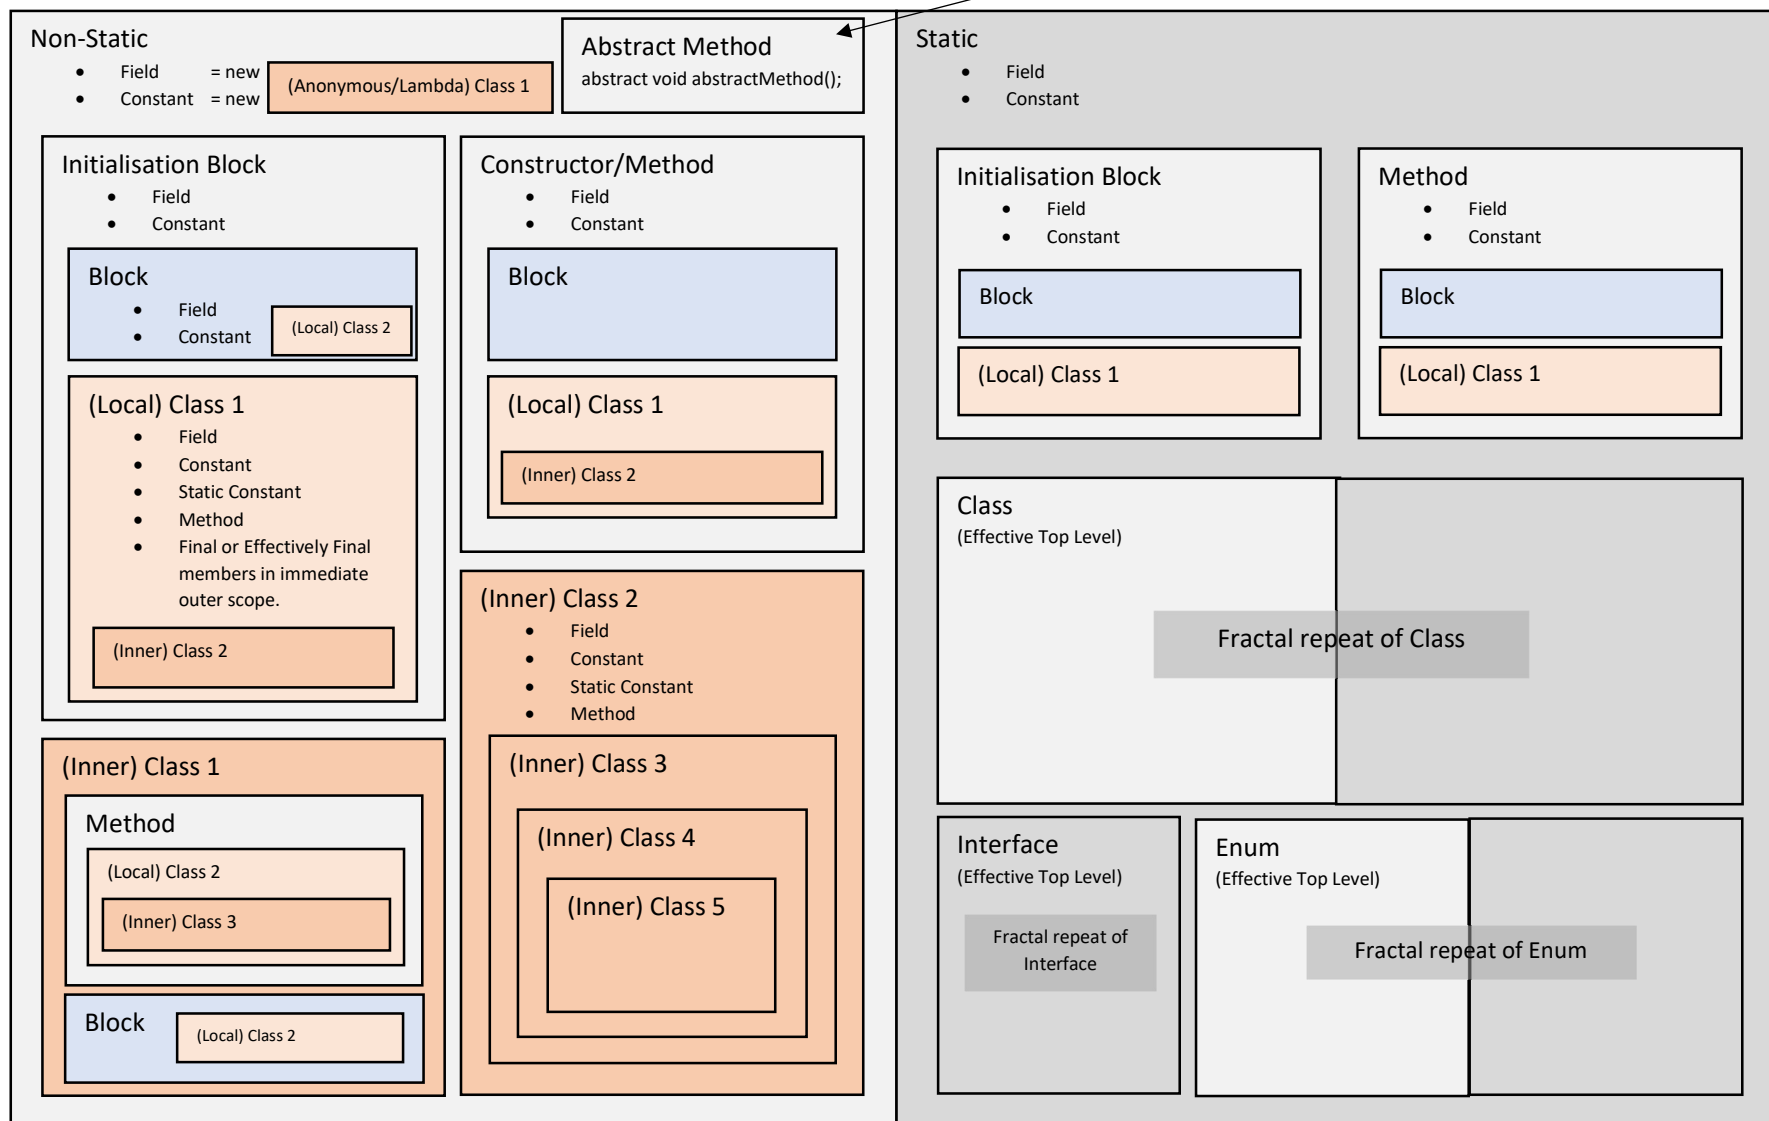 Non-Static
• Field = new
• Constant = new
(Anonymous/Lambda) Class 1
Abstract Method
abstract void abstractMethod();
Initialisation Block
• Field
• Constant
Block
• Field
• Constant
(Local) Class 2
(Local) Class 1
• Field
• Constant
• Static Constant
• Method
• Final or Effectively Final
members in immediate
outer scope.
(Inner) Class 2
Constructor/Method
• Field
• Constant
Block
(Local) Class 1
(Inner) Class 2
(Inner) Class 1
Method
(Local) Class 2
(Inner) Class 3
Block
(Local) Class 2
(Inner) Class 2
• Field
• Constant
• Static Constant
• Method
(Inner) Class 3
(Inner) Class 4
(Inner) Class 5
Static
• Field
• Constant
Initialisation Block
• Field
• Constant
Block
(Local) Class 1
Method
• Field
• Constant
Block
(Local) Class 1
Class
(Effective Top Level)
Fractal repeat of Class
Interface
(Effective Top Level)
Fractal repeat of
Interface
Enum
(Effective Top Level)
Fractal repeat of Enum